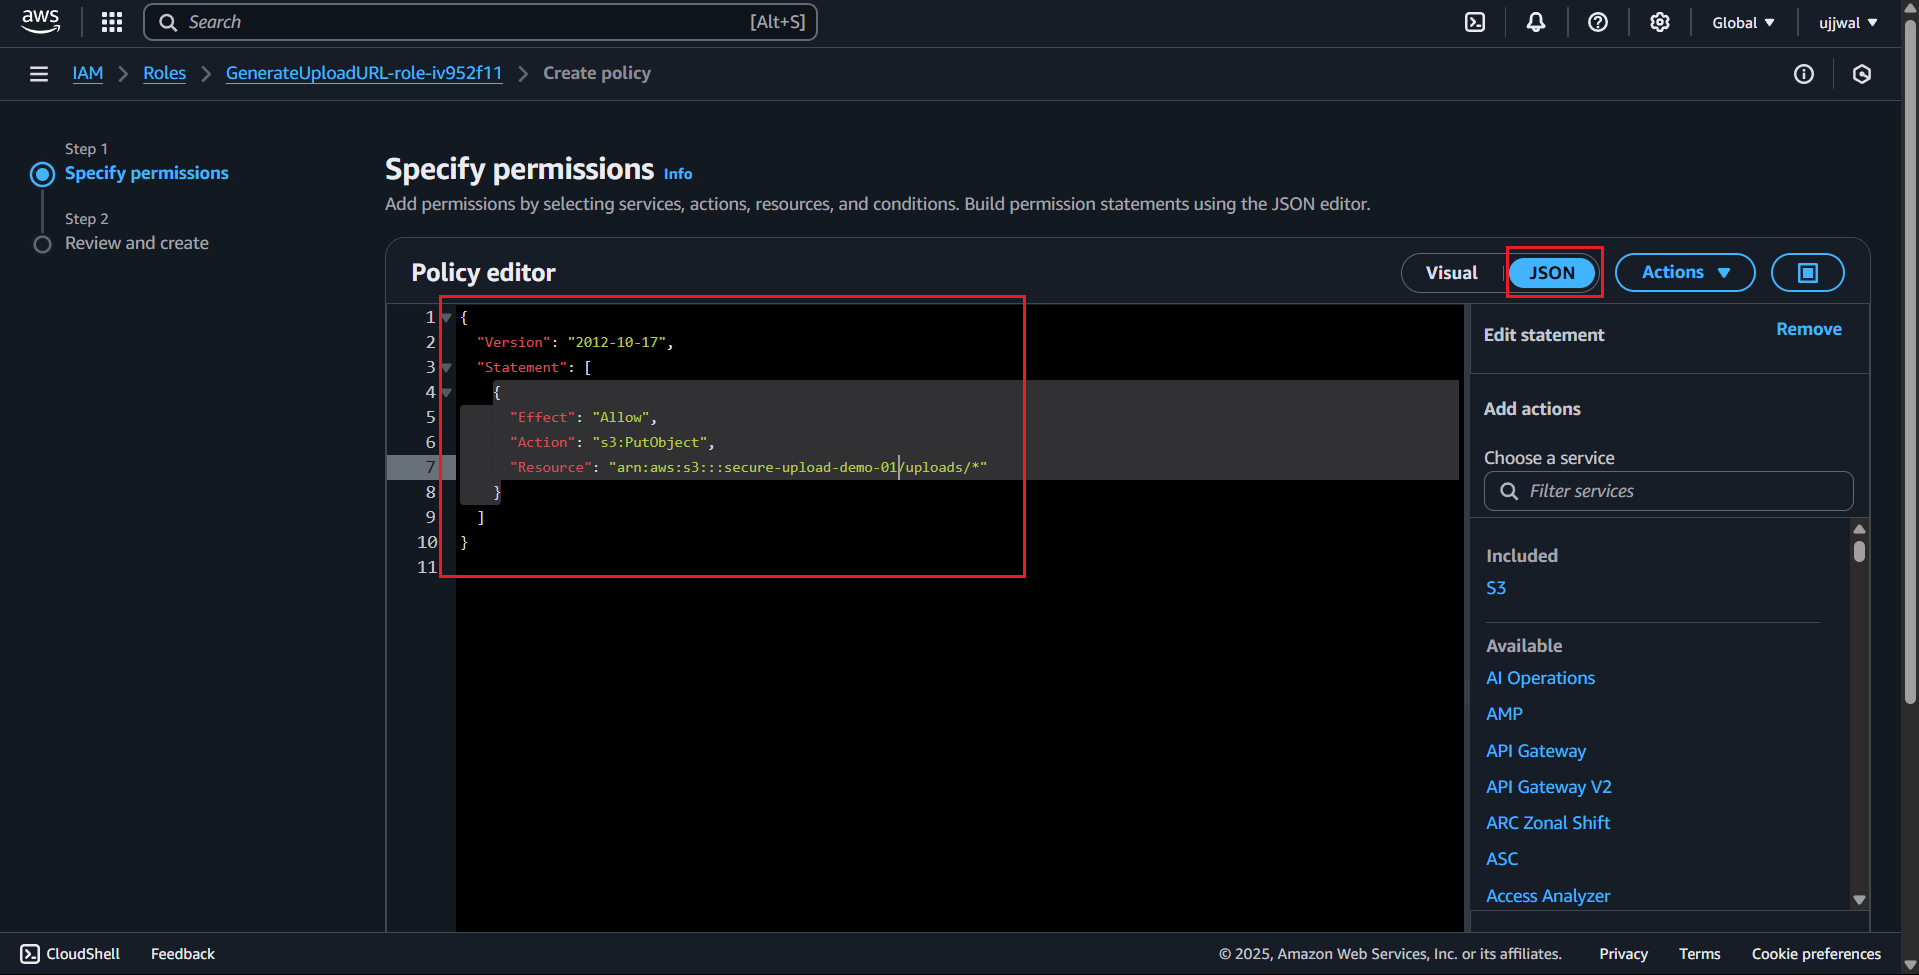 aws
Search [Alt+S]
Global ujjwal
IAM Roles GenerateUploadURL-role-iv952f11 Create policy
Step 1
Specify permissions
Step 2
Review and create
Specify permissions Info
Add permissions by selecting services, actions, resources, and conditions. Build permission statements using the JSON editor.
Policy editor
Visual JSON Actions
1 {
2 "Version": "2012-10-17",
3 "Statement": [
4 {
5 "Effect": "Allow",
6 "Action": "s3:PutObject",
7 "Resource": "arn:aws:s3:::secure-upload-demo-01/uploads/*"
8 }
9 ]
10 }
11
Edit statement Remove
Add actions
Choose a service
Filter services
Included
S3
Available
AI Operations
AMP
API Gateway
API Gateway V2
ARC Zonal Shift
ASC
Access Analyzer
CloudShell Feedback © 2025, Amazon Web Services, Inc. or its affiliates. Privacy Terms Cookie preferences